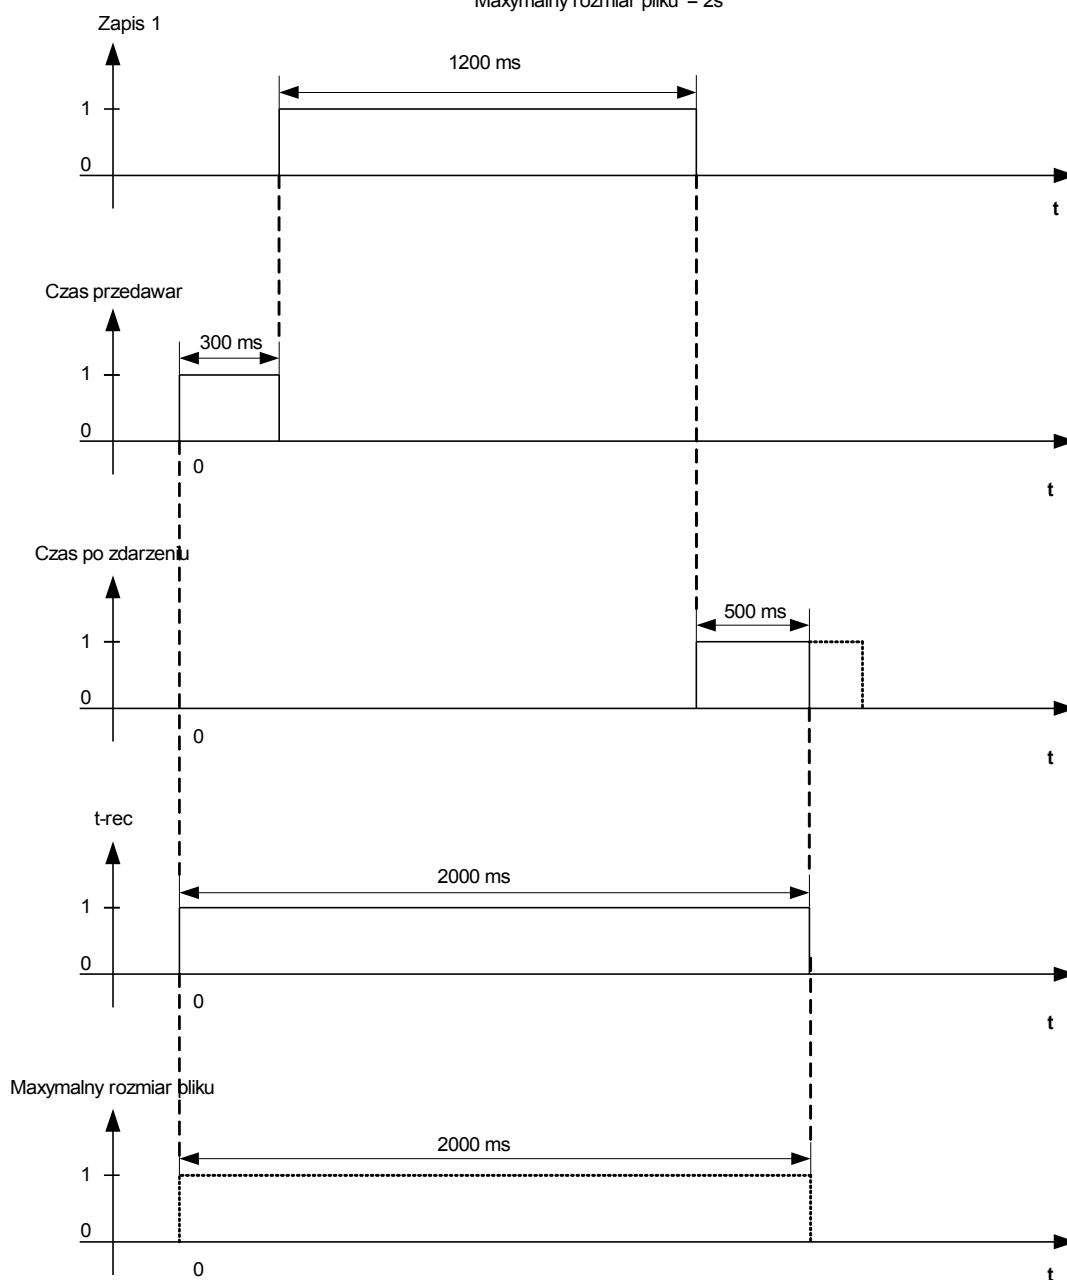 Maxymalny rozmiar pliku = 2s
Zapis 1
1200 ms
1
0
t
Czas przedawar
300 ms
1
0
0
t
Czas po zdarzeniu
500 ms
1
0
0
t
t-rec
2000 ms
1
0
0
t
Maxymalny rozmiar pliku
2000 ms
1
0
0
t